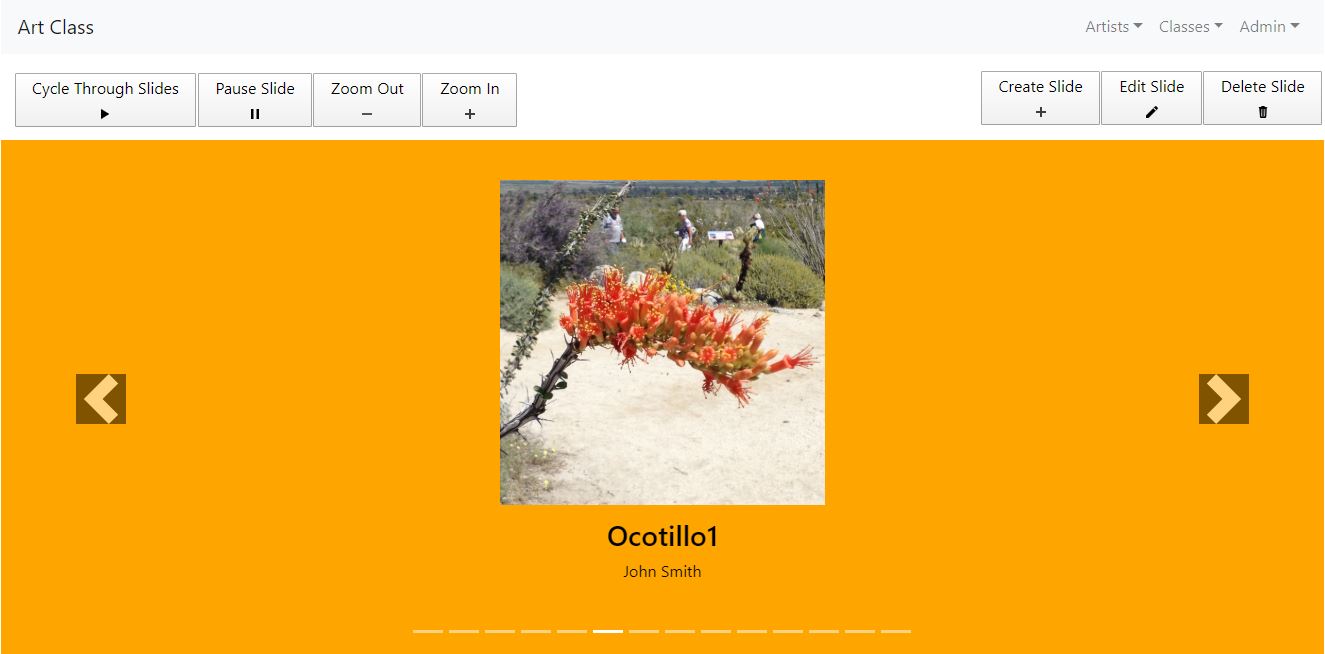 Art Class
Artists Classes Admin
Cycle Through Slides Pause Slide Zoom Out Zoom In
Create Slide Edit Slide Delete Slide
Ocotillo1
John Smith